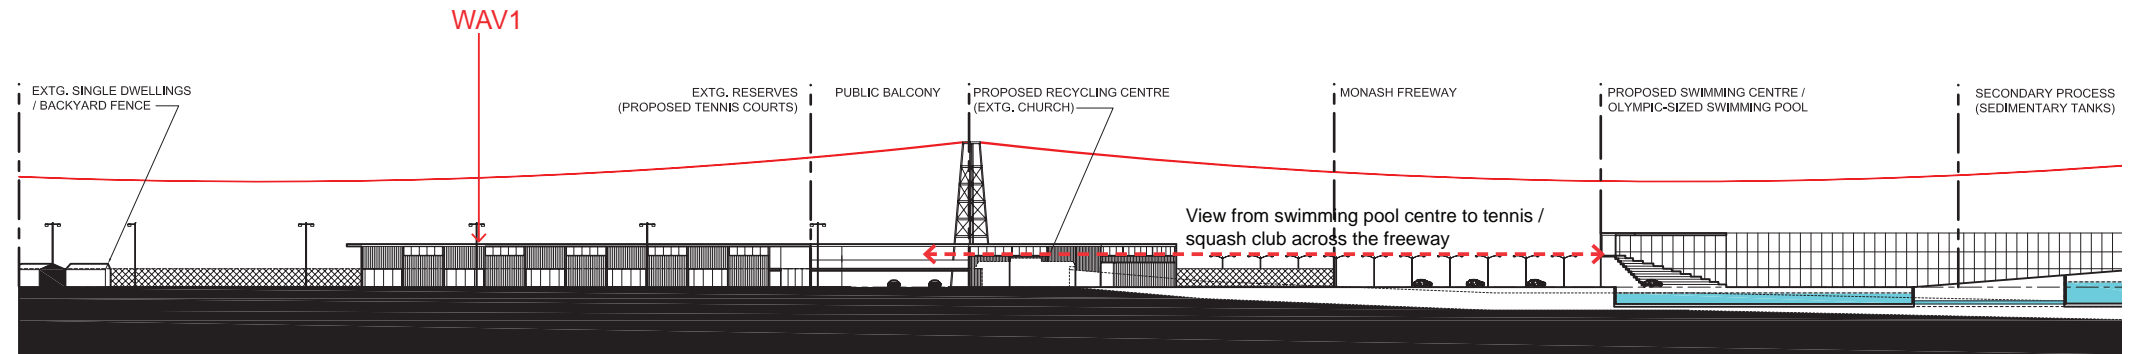 WAV1
EXTG. SINGLE DWELLINGS
/ BACKYARD FENCE
EXTG. RESERVES
(PROPOSED TENNIS COURTS)
PUBLIC BALCONY
PROPOSED RECYCLING CENTRE
(EXTG. CHURCH)
MONASH FREEWAY
PROPOSED SWIMMING CENTRE /
OLYMPIC-SIZED SWIMMING POOL
SECONDARY PROCESS
(SEDIMENTARY TANKS)
View from swimming pool centre to tennis /
squash club across the freeway